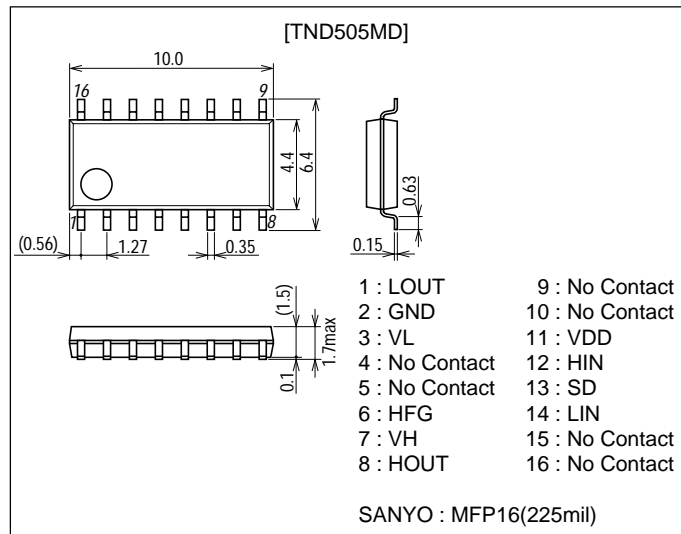 [TND505MD]
10.0
16 9
4.4
6.4
1 8
(0.56) 1.27 0.35
0.63
0.15
(1.5)
1.7max
0.1
1 : LOUT 9 : No Contact
2 : GND 10 : No Contact
3 : VL 11 : VDD
4 : No Contact 12 : HIN
5 : No Contact 13 : SD
6 : HFG 14 : LIN
7 : VH 15 : No Contact
8 : HOUT 16 : No Contact
SANYO : MFP16(225mil)